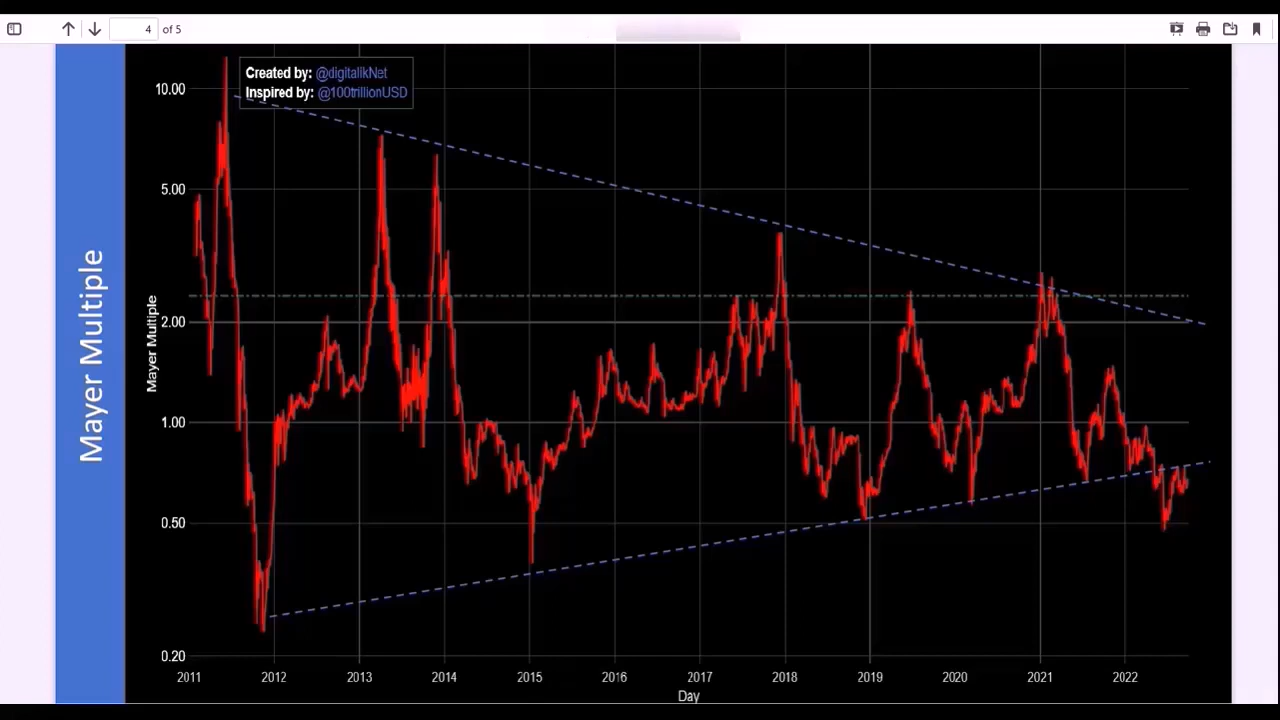 4 of 5
Mayer Multiple
Created by: @digitalikNet
Inspired by: @100trillionUSD
Mayer Multiple
10.00
5.00
2.00
1.00
0.50
0.20
2011 2012 2013 2014 2015 2016 2017 2018 2019 2020 2021 2022
Day